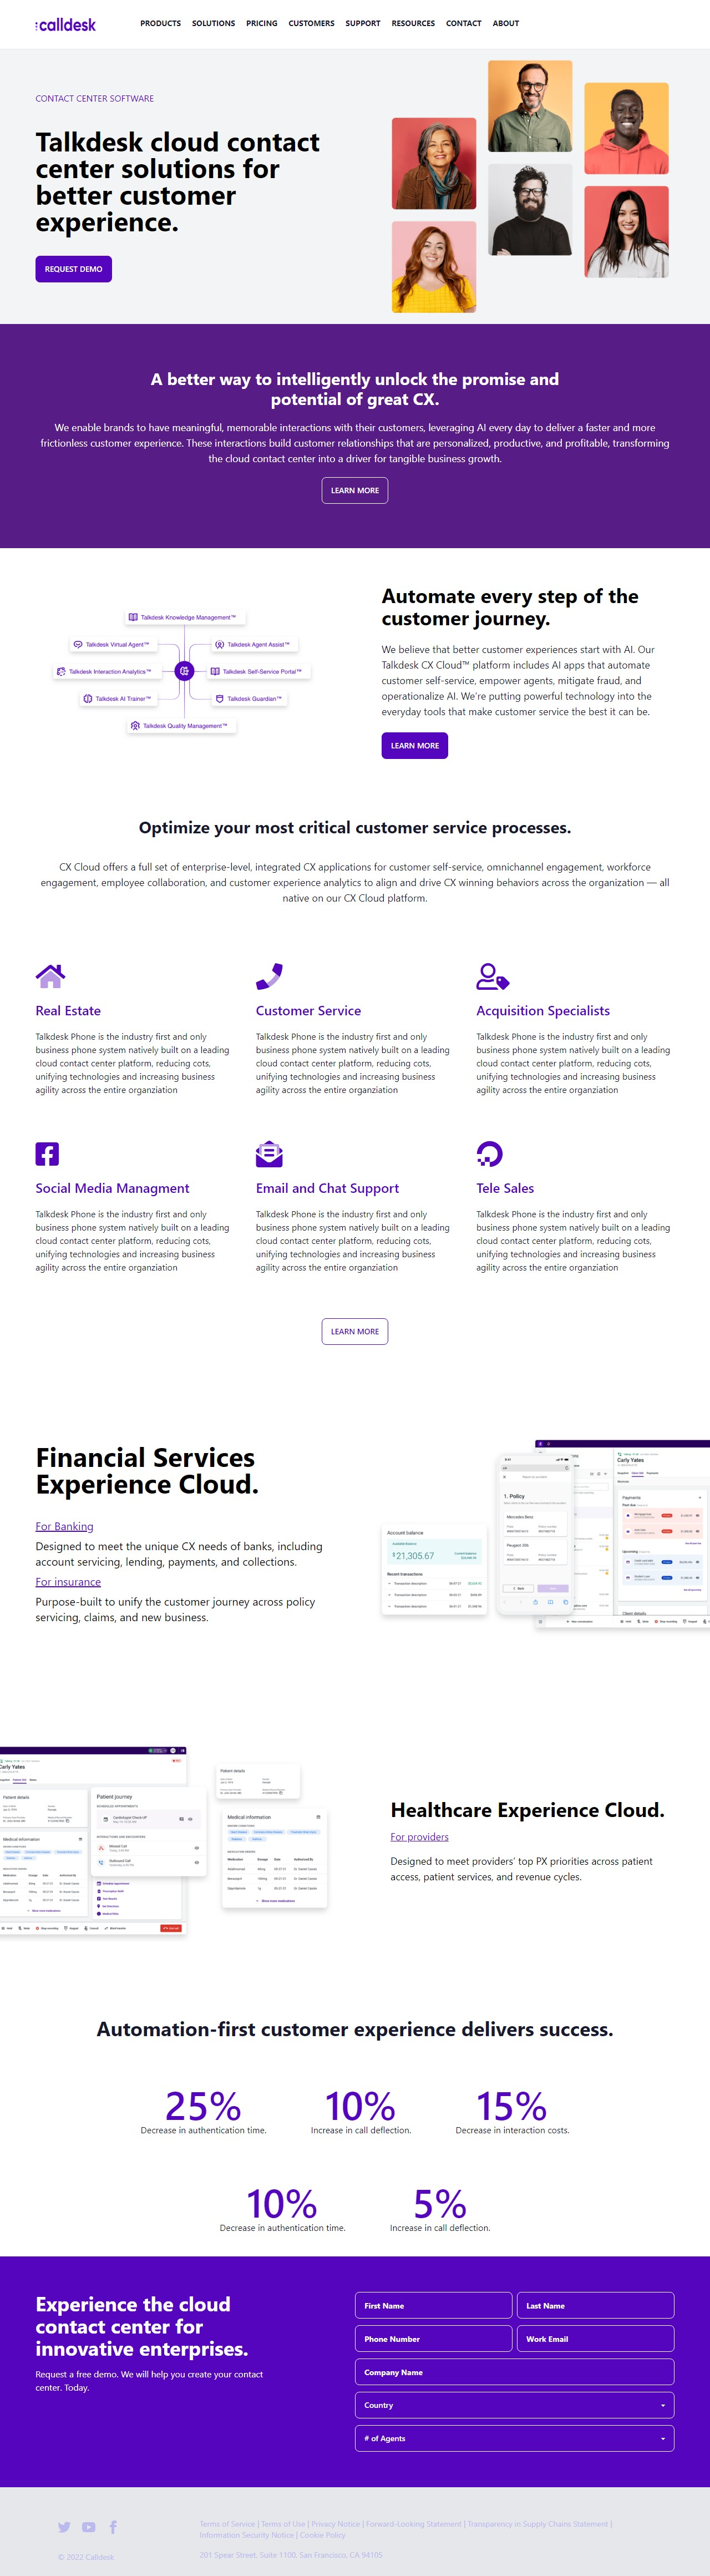 calldesk
PRODUCTS SOLUTIONS PRICING CUSTOMERS SUPPORT RESOURCES CONTACT ABOUT
CONTACT CENTER SOFTWARE
Talkdesk cloud contact
center solutions for
better customer
experience.
REQUEST DEMO
A better way to intelligently unlock the promise and
potential of great CX.
We enable brands to have meaningful, memorable interactions with their customers, leveraging AI every day to deliver a faster and more
frictionless customer experience. These interactions build customer relationships that are personalized, productive, and profitable, transforming
the cloud contact center into a driver for tangible business growth.
LEARN MORE
Talkdesk Knowledge Management™
Talkdesk Virtual Agent™
Talkdesk Agent Assist™
Talkdesk Interaction Analytics™
Talkdesk Self-Service Portal™
Talkdesk AI Trainer™
Talkdesk Guardian™
Talkdesk Quality Management™
Automate every step of the
customer journey.
We believe that better customer experiences start with AI. Our
Talkdesk CX Cloud™ platform includes AI apps that automate
customer self-service, empower agents, mitigate fraud, and
operationalize AI. We're putting powerful technology into the
everyday tools that make customer service the best it can be.
LEARN MORE
Optimize your most critical customer service processes.
CX Cloud offers a full set of enterprise-level, integrated CX applications for customer self-service, omnichannel engagement, workforce
engagement, employee collaboration, and customer experience analytics to align and drive CX winning behaviors across the organization — all
native on our CX Cloud platform.
Real Estate
Talkdesk Phone is the industry first and only
business phone system natively built on a leading
cloud contact center platform, reducing cots,
unifying technologies and increasing business
agility across the entire organziation
Customer Service
Talkdesk Phone is the industry first and only
business phone system natively built on a leading
cloud contact center platform, reducing cots,
unifying technologies and increasing business
agility across the entire organziation
Acquisition Specialists
Talkdesk Phone is the industry first and only
business phone system natively built on a leading
cloud contact center platform, reducing cots,
unifying technologies and increasing business
agility across the entire organziation
Social Media Managment
Talkdesk Phone is the industry first and only
business phone system natively built on a leading
cloud contact center platform, reducing cots,
unifying technologies and increasing business
agility across the entire organziation
Email and Chat Support
Talkdesk Phone is the industry first and only
business phone system natively built on a leading
cloud contact center platform, reducing cots,
unifying technologies and increasing business
agility across the entire organziation
Tele Sales
Talkdesk Phone is the industry first and only
business phone system natively built on a leading
cloud contact center platform, reducing cots,
unifying technologies and increasing business
agility across the entire organziation
LEARN MORE
Financial Services
Experience Cloud.
For Banking
Designed to meet the unique CX needs of banks, including
account servicing, lending, payments, and collections.
For insurance
Purpose-built to unify the customer journey across policy
servicing, claims, and new business.
Account balance
$21,305.67
Recent transactions
1. Policy
Mercedes Benz
Peugeot 206
Carly Yates
Payments
Past due
Upcoming
Client details
Carly Yates
Patient details
Medical information
Patient journey
Patient details
Medical information
Healthcare Experience Cloud.
For providers
Designed to meet providers' top PX priorities across patient
access, patient services, and revenue cycles.
Automation-first customer experience delivers success.
25%
Decrease in authentication time.
10%
Increase in call deflection.
15%
Decrease in interaction costs.
10%
Decrease in authentication time.
5%
Increase in call deflection.
Experience the cloud
contact center for
innovative enterprises.
Request a free demo. We will help you create your contact
center. Today.
First Name
Last Name
Phone Number
Work Email
Company Name
Country
# of Agents
Terms of Service | Terms of Use | Privacy Notice | Forward-Looking Statement | Transparency in Supply Chains Statement |
Information Security Notice | Cookie Policy
© 2022 Calldesk
201 Spear Street, Suite 1100, San Francisco, CA 94105